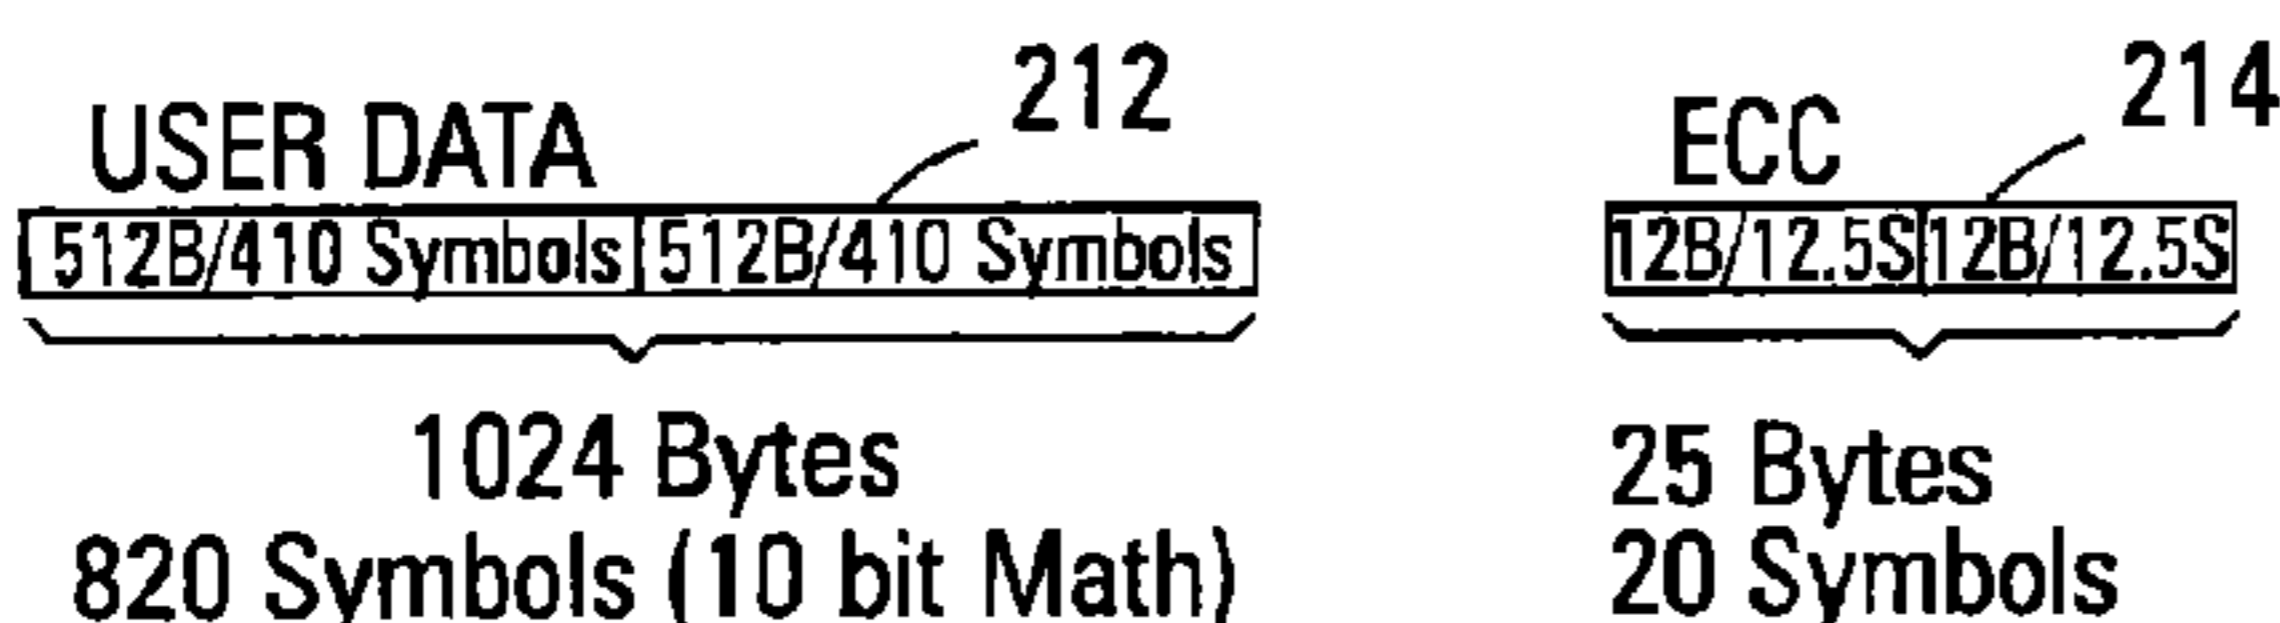 212
214
USER DATA
ECC
512B/410 Symbols 512B/410 Symbols
12B/12.5S 12B/12.5S
1024 Bytes
820 Symbols (10 bit Math)
25 Bytes
20 Symbols